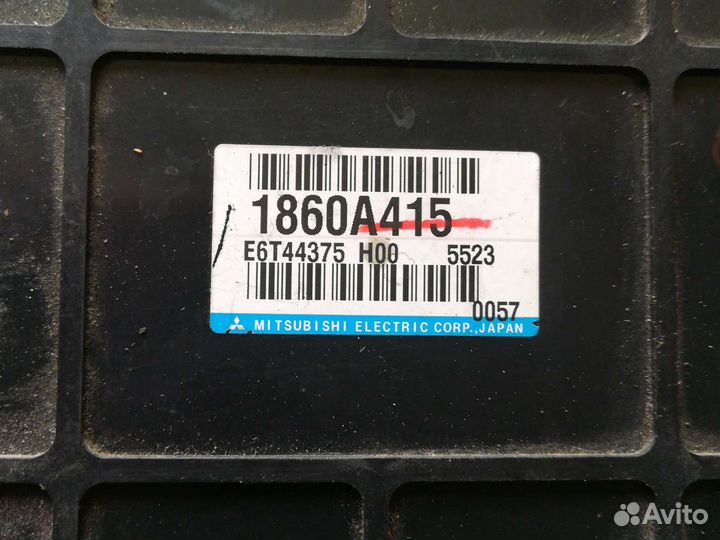 1860A415
E6T44375 H00 5523
0057
MITSUBISHI ELECTRIC CORP.,JAPAN
Avito